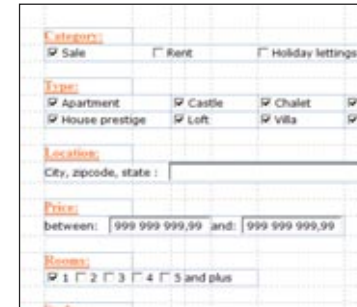 Category:
Sale Rent Holiday lettings
Type:
Apartment Castle Chalet
House prestige Loft Villa
Location:
City, zipcode, state :
Price:
between: 999 999 999,99 and: 999 999 999,99
Rooms:
1 2 3 4 5 and plus